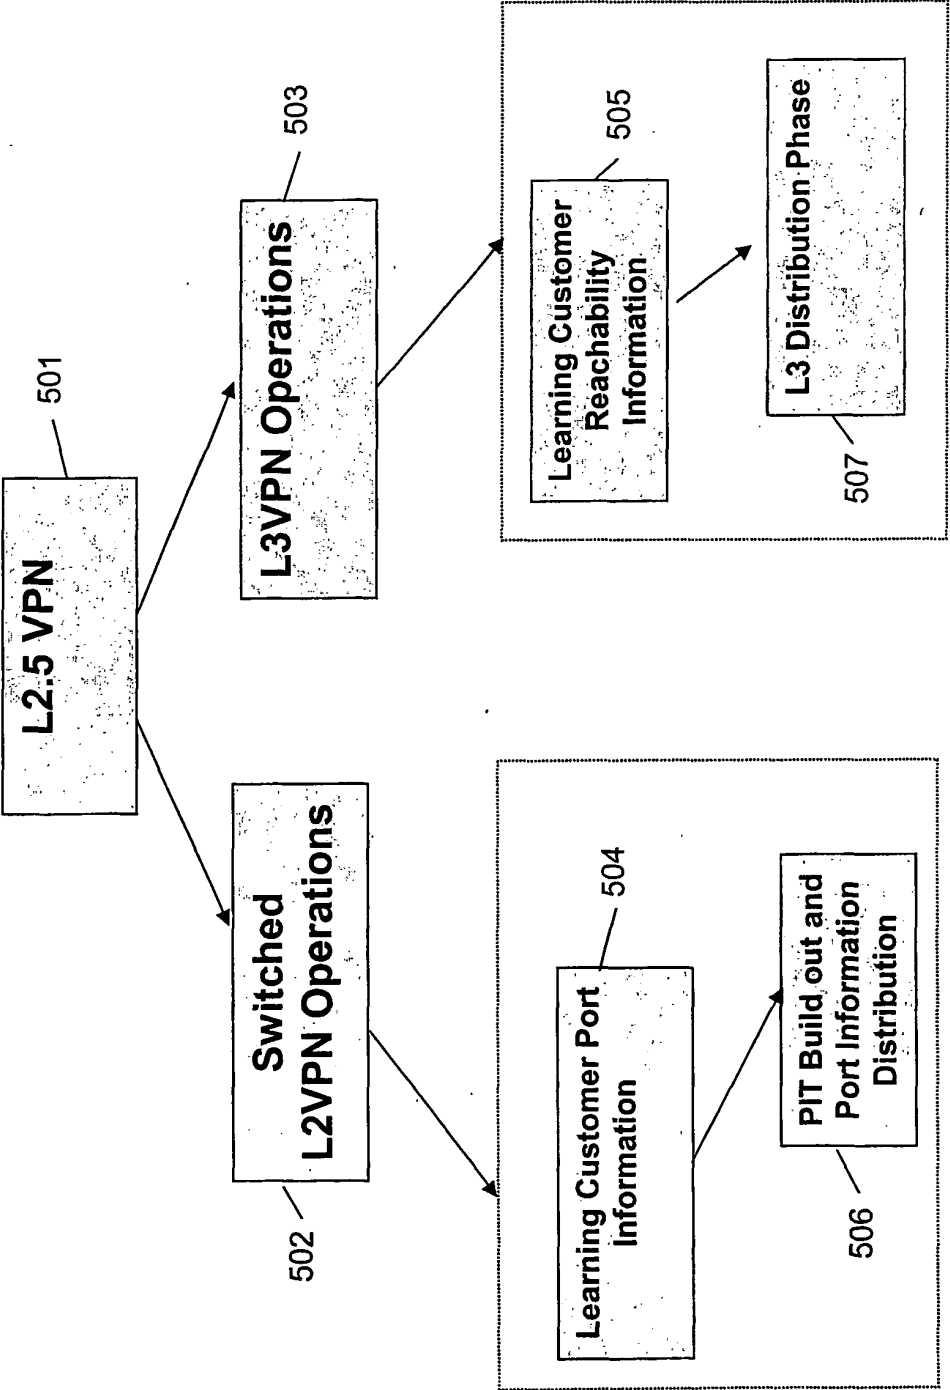 L2.5 VPN
501
Switched
L2VPN Operations
502
L3VPN Operations
503
Learning Customer Port
Information
504
PIT Build out and
Port Information
Distribution
506
Learning Customer
Reachability
Information
505
L3 Distribution Phase
507